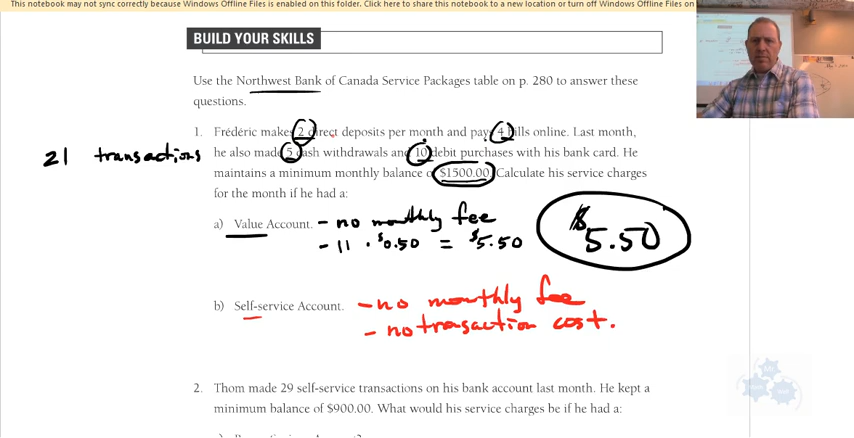 This notebook may not sync correctly because Windows Offline Files is enabled on this folder. Click here to share this notebook to a new location or turn off Windows Offline Files on
BUILD YOUR SKILLS
Use the Northwest Bank of Canada Service Packages table on p. 280 to answer these
questions.
1. Frédéric makes 2 direct deposits per month and pays 4 bills online. Last month,
21 transactions
he also made 5 cash withdrawals and 10 debit purchases with his bank card. He
maintains a minimum monthly balance of $1500.00. Calculate his service charges
for the month if he had a:
a) Value Account. - no monthly fee
- 11 · $0.50 = $5.50
$5.50
b) Self-service Account. - no monthly fee
- no transaction cost.
2. Thom made 29 self-service transactions on his bank account last month. He kept a
minimum balance of $900.00. What would his service charges be if he had a: